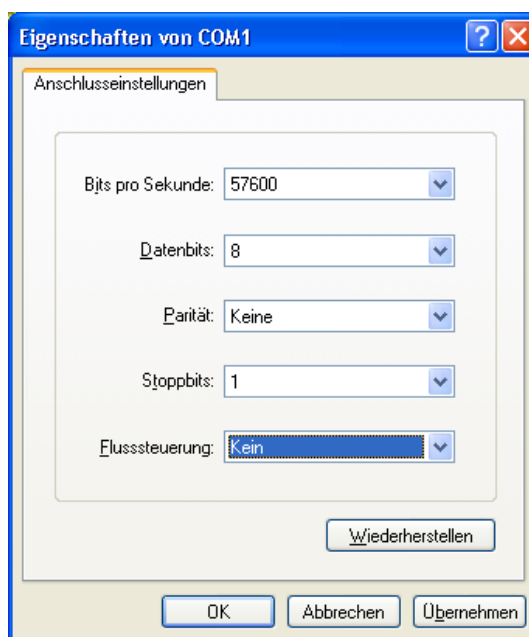 Eigenschaften von COM1
Anschlusseinstellungen
Bits pro Sekunde: 57600
Datenbits: 8
Parität: Keine
Stoppbits: 1
Flusssteuerung: Kein
Wiederherstellen
OK Abbrechen Übernehmen